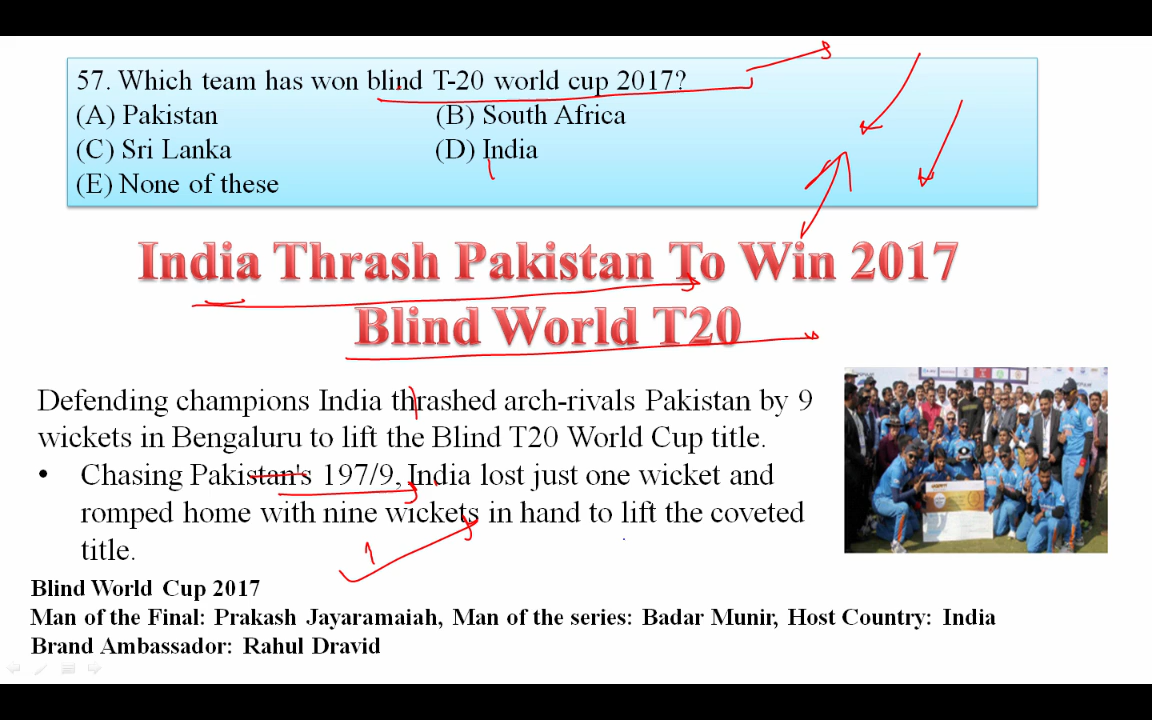 57. Which team has won blind T-20 world cup 2017?
(A) Pakistan (B) South Africa
(C) Sri Lanka (D) India
(E) None of these
India Thrash Pakistan To Win 2017
Blind World T20
Defending champions India thrashed arch-rivals Pakistan by 9
wickets in Bengaluru to lift the Blind T20 World Cup title.
• Chasing Pakistan's 197/9, India lost just one wicket and
romped home with nine wickets in hand to lift the coveted
title.
Blind World Cup 2017
Man of the Final: Prakash Jayaramaiah, Man of the series: Badar Munir, Host Country: India
Brand Ambassador: Rahul Dravid